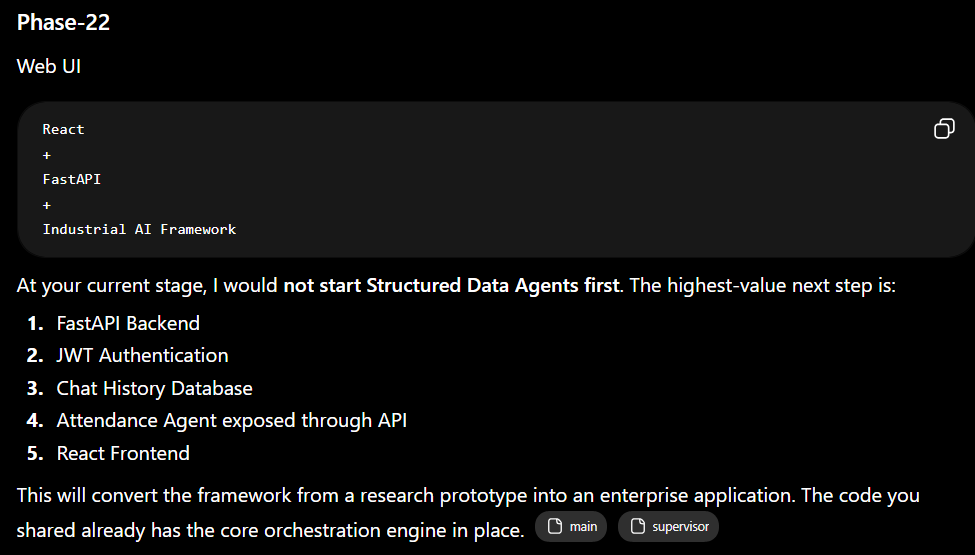 Phase-22
Web UI
React
+
FastAPI
+
Industrial AI Framework
At your current stage, I would not start Structured Data Agents first. The highest-value next step is:
1. FastAPI Backend
2. JWT Authentication
3. Chat History Database
4. Attendance Agent exposed through API
5. React Frontend
This will convert the framework from a research prototype into an enterprise application. The code you
shared already has the core orchestration engine in place. main supervisor